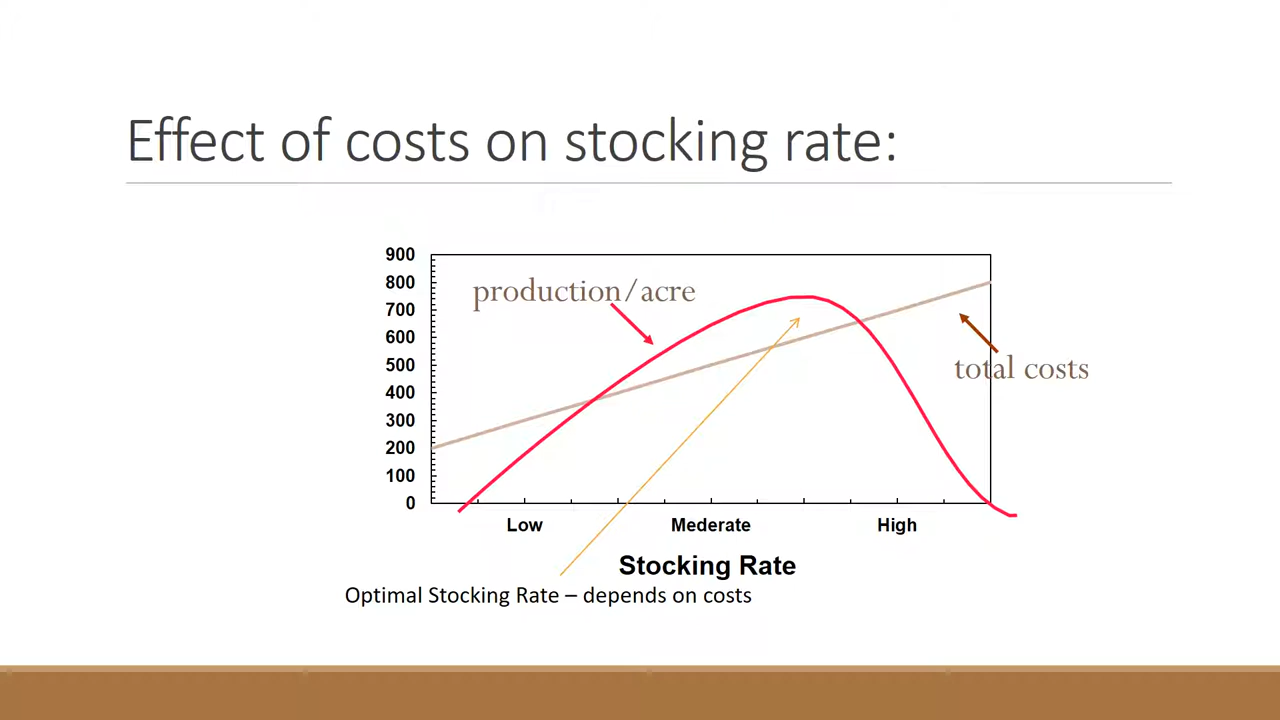 Effect of costs on stocking rate:
900
800
700
600
500
400
300
200
100
0
production/acre
total costs
Low
Mederate
High
Stocking Rate
Optimal Stocking Rate – depends on costs